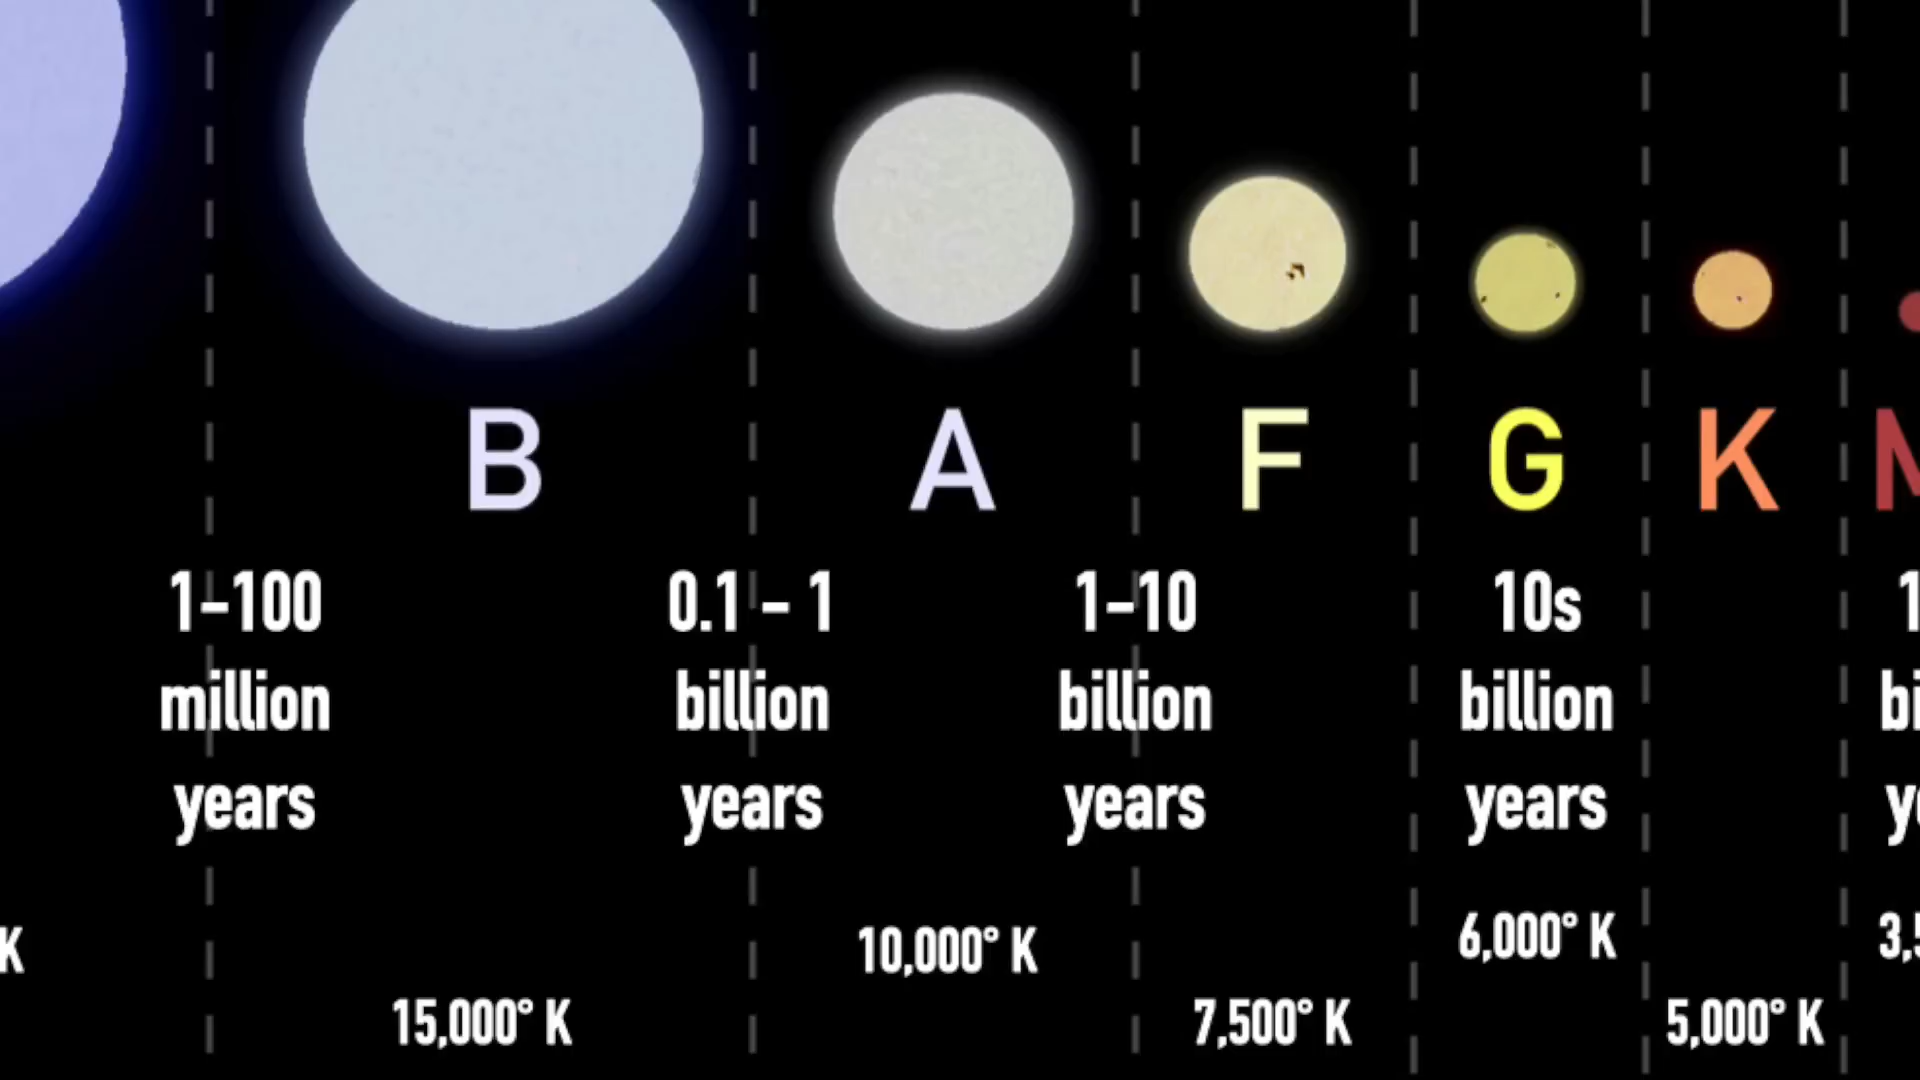 B A F G K M
1-100 million years
0.1 - 1 billion years
1-10 billion years
10s billion years
K
10,000° K
6,000° K
15,000° K
7,500° K
5,000° K